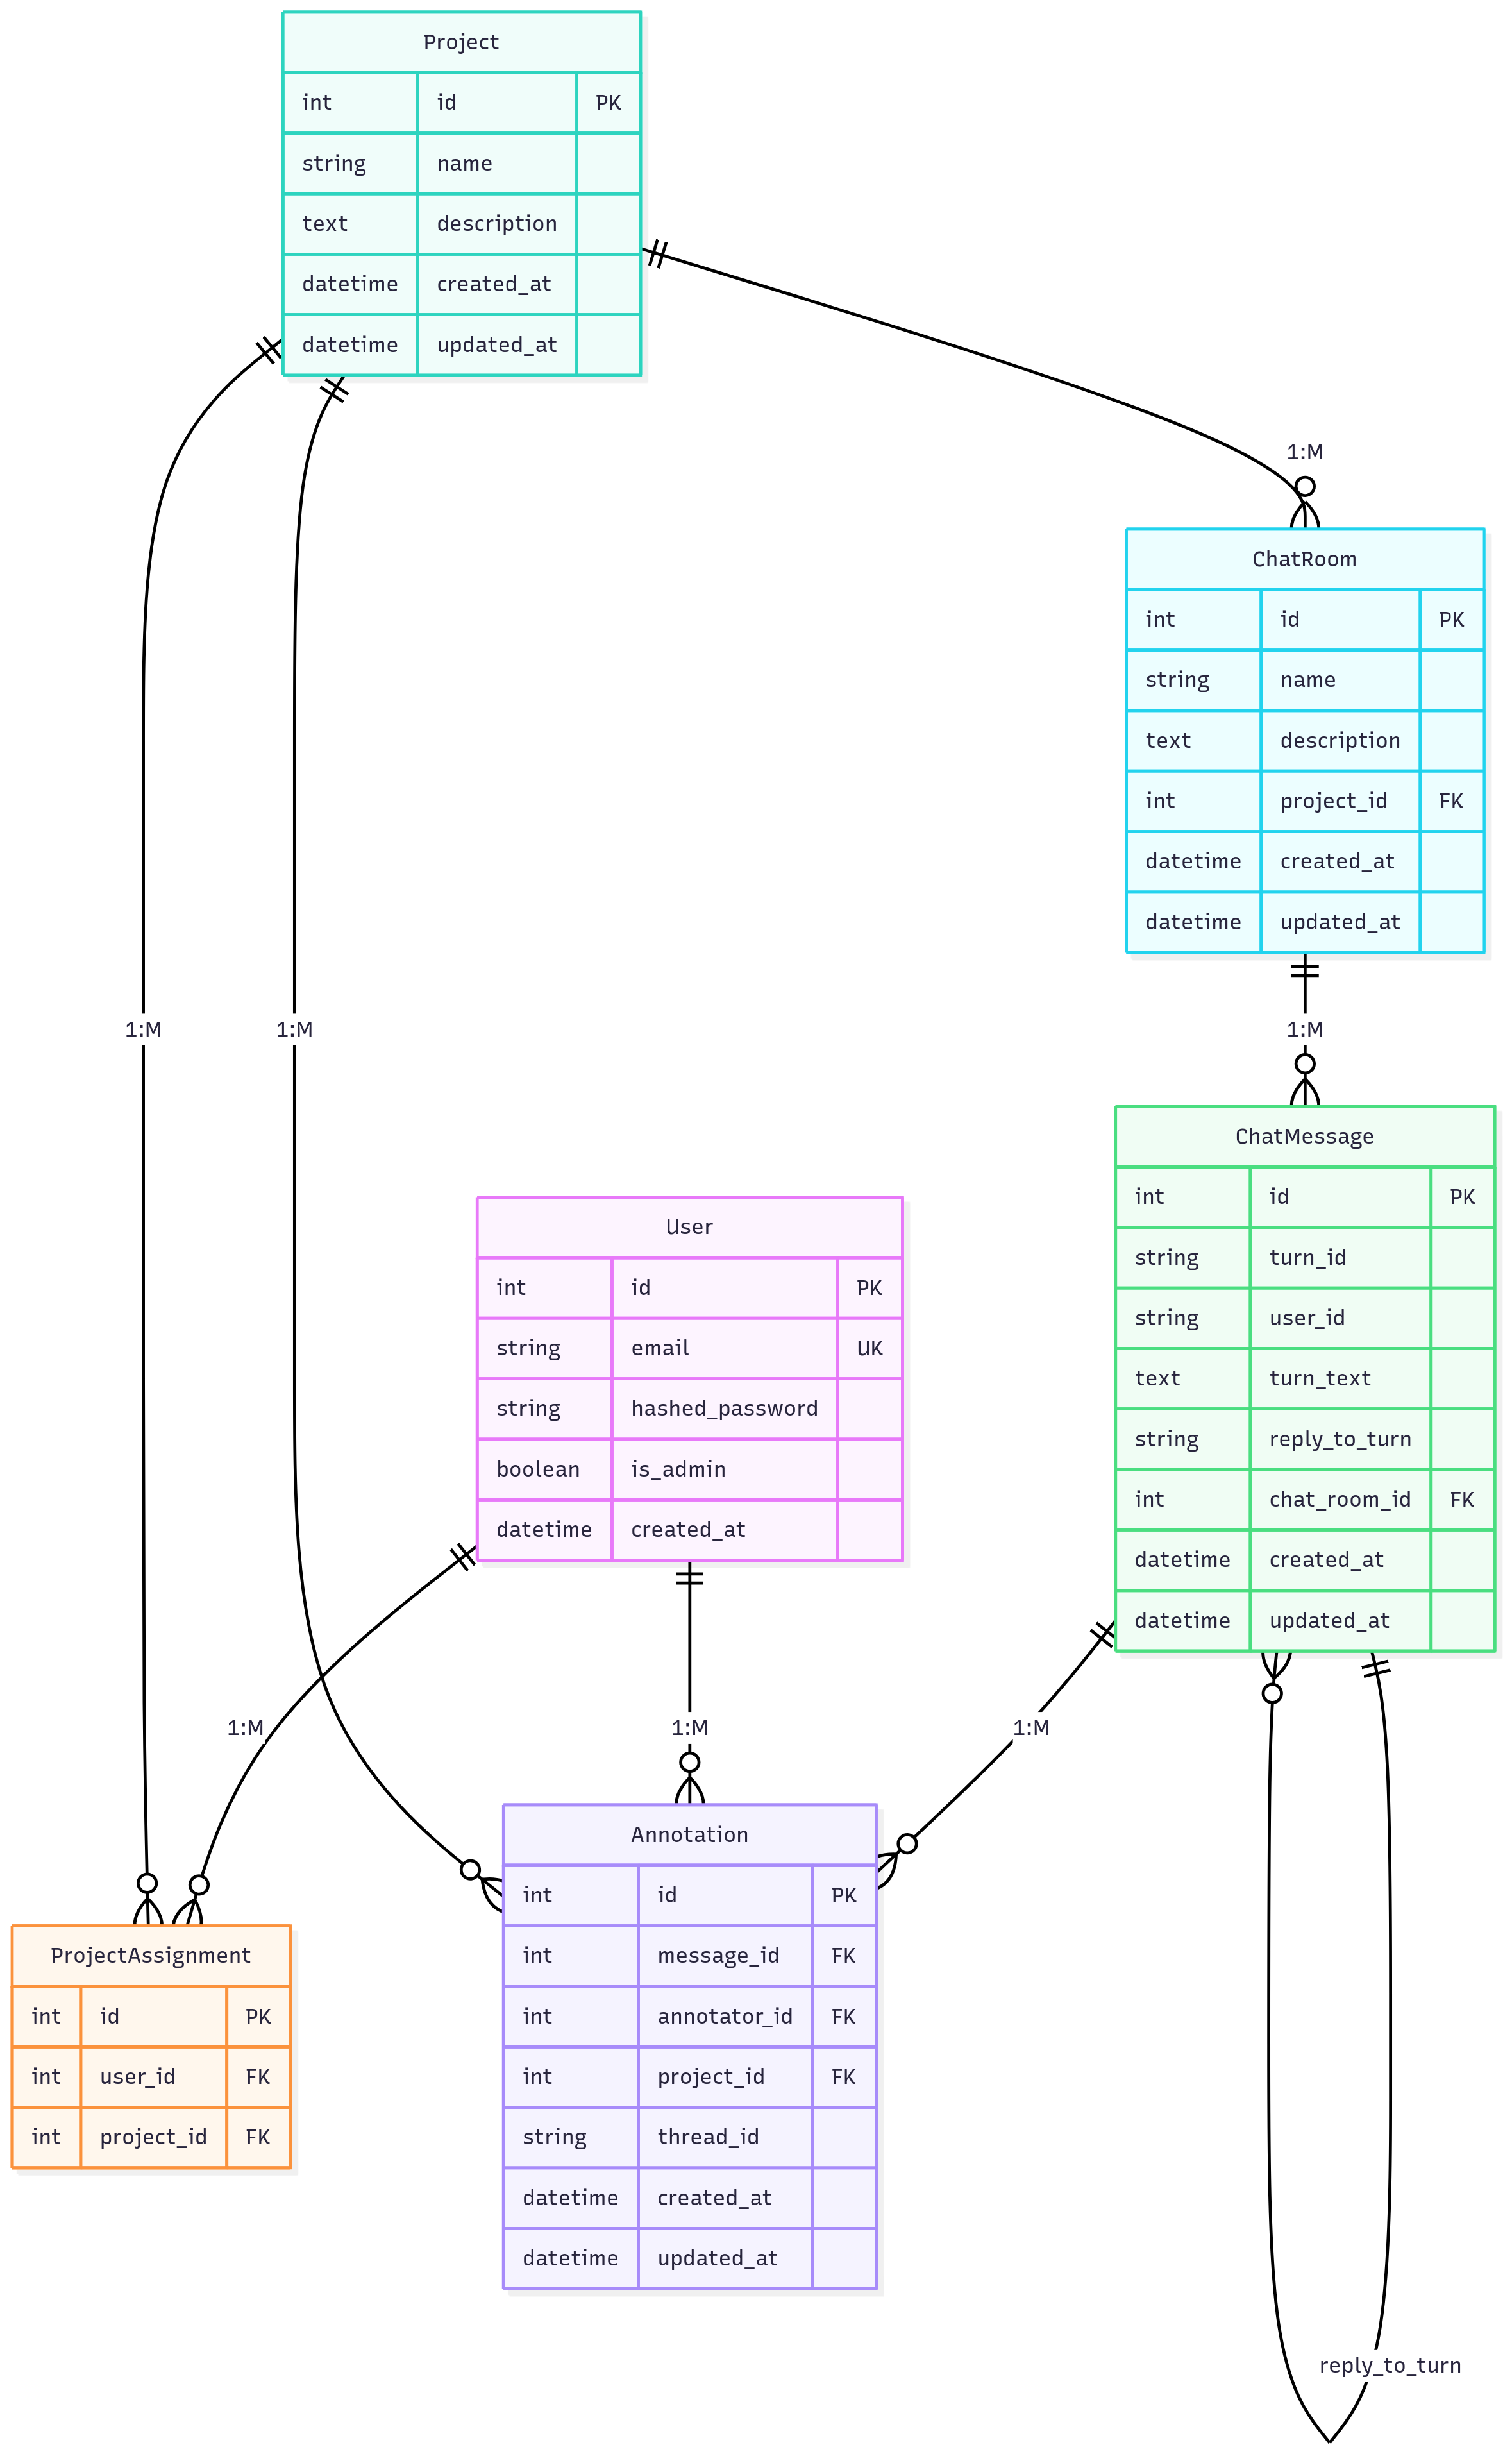 Project
int id PK
string name
text description
datetime created_at
datetime updated_at
1:M
ChatRoom
int id PK
string name
text description
int project_id FK
datetime created_at
datetime updated_at
1:M
1:M
1:M
ChatMessage
int id PK
string turn_id
string user_id
text turn_text
string reply_to_turn
int chat_room_id FK
datetime created_at
datetime updated_at
User
int id PK
string email UK
string hashed_password
boolean is_admin
datetime created_at
1:M
1:M
1:M
Annotation
int id PK
int message_id FK
int annotator_id FK
int project_id FK
string thread_id
datetime created_at
datetime updated_at
ProjectAssignment
int id PK
int user_id FK
int project_id FK
reply_to_turn